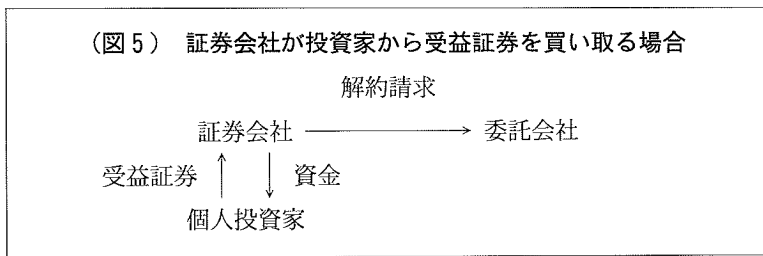 (図5) 証券会社が投資家から受益証券を買い取る場合
解約請求
証券会社 委託会社
受益証券 資金
個人投資家